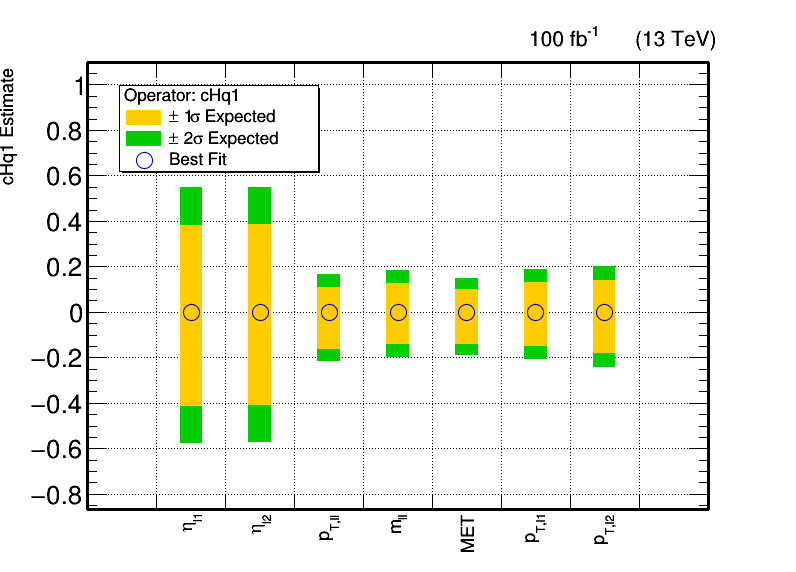 100 fb-1 (13 TeV)
cHq1 Estimate
Operator: cHq1
± 1σ Expected
± 2σ Expected
Best Fit
1
0.8
0.6
0.4
0.2
0
−0.2
−0.4
−0.6
−0.8
ηl1
ηl2
pT,ll
mll
MET
pT,l1
pT,l2